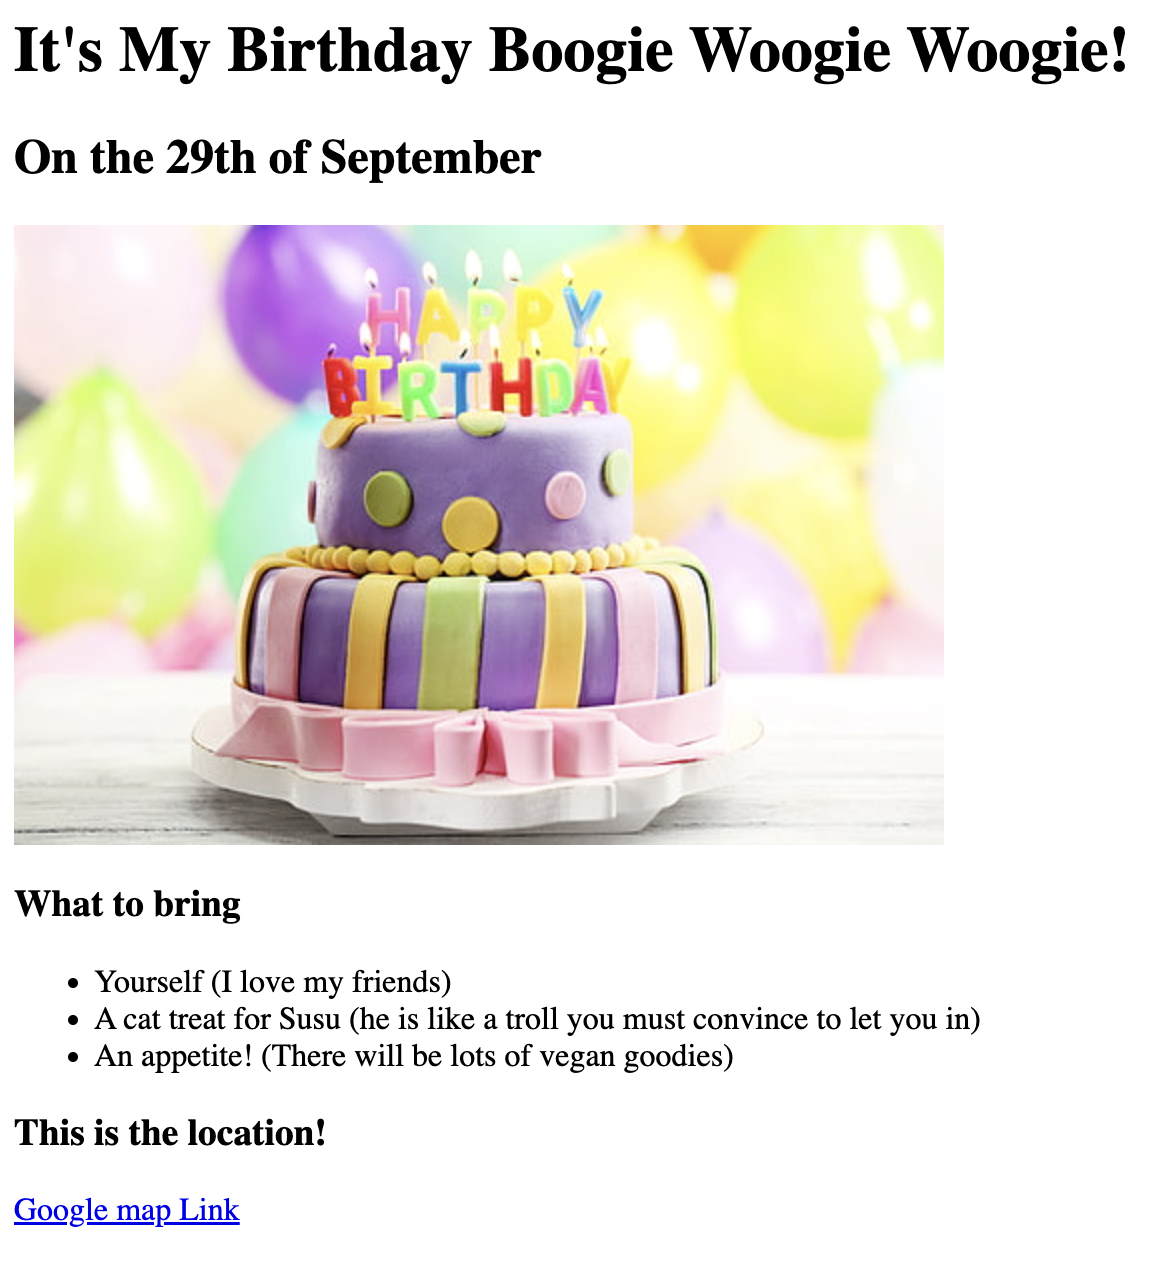 It's My Birthday Boogie Woogie Woogie!
On the 29th of September
HAPPY
BIRTHDAY
What to bring
Yourself (I love my friends)
A cat treat for Susu (he is like a troll you must convince to let you in)
An appetite! (There will be lots of vegan goodies)
This is the location!
Google map Link